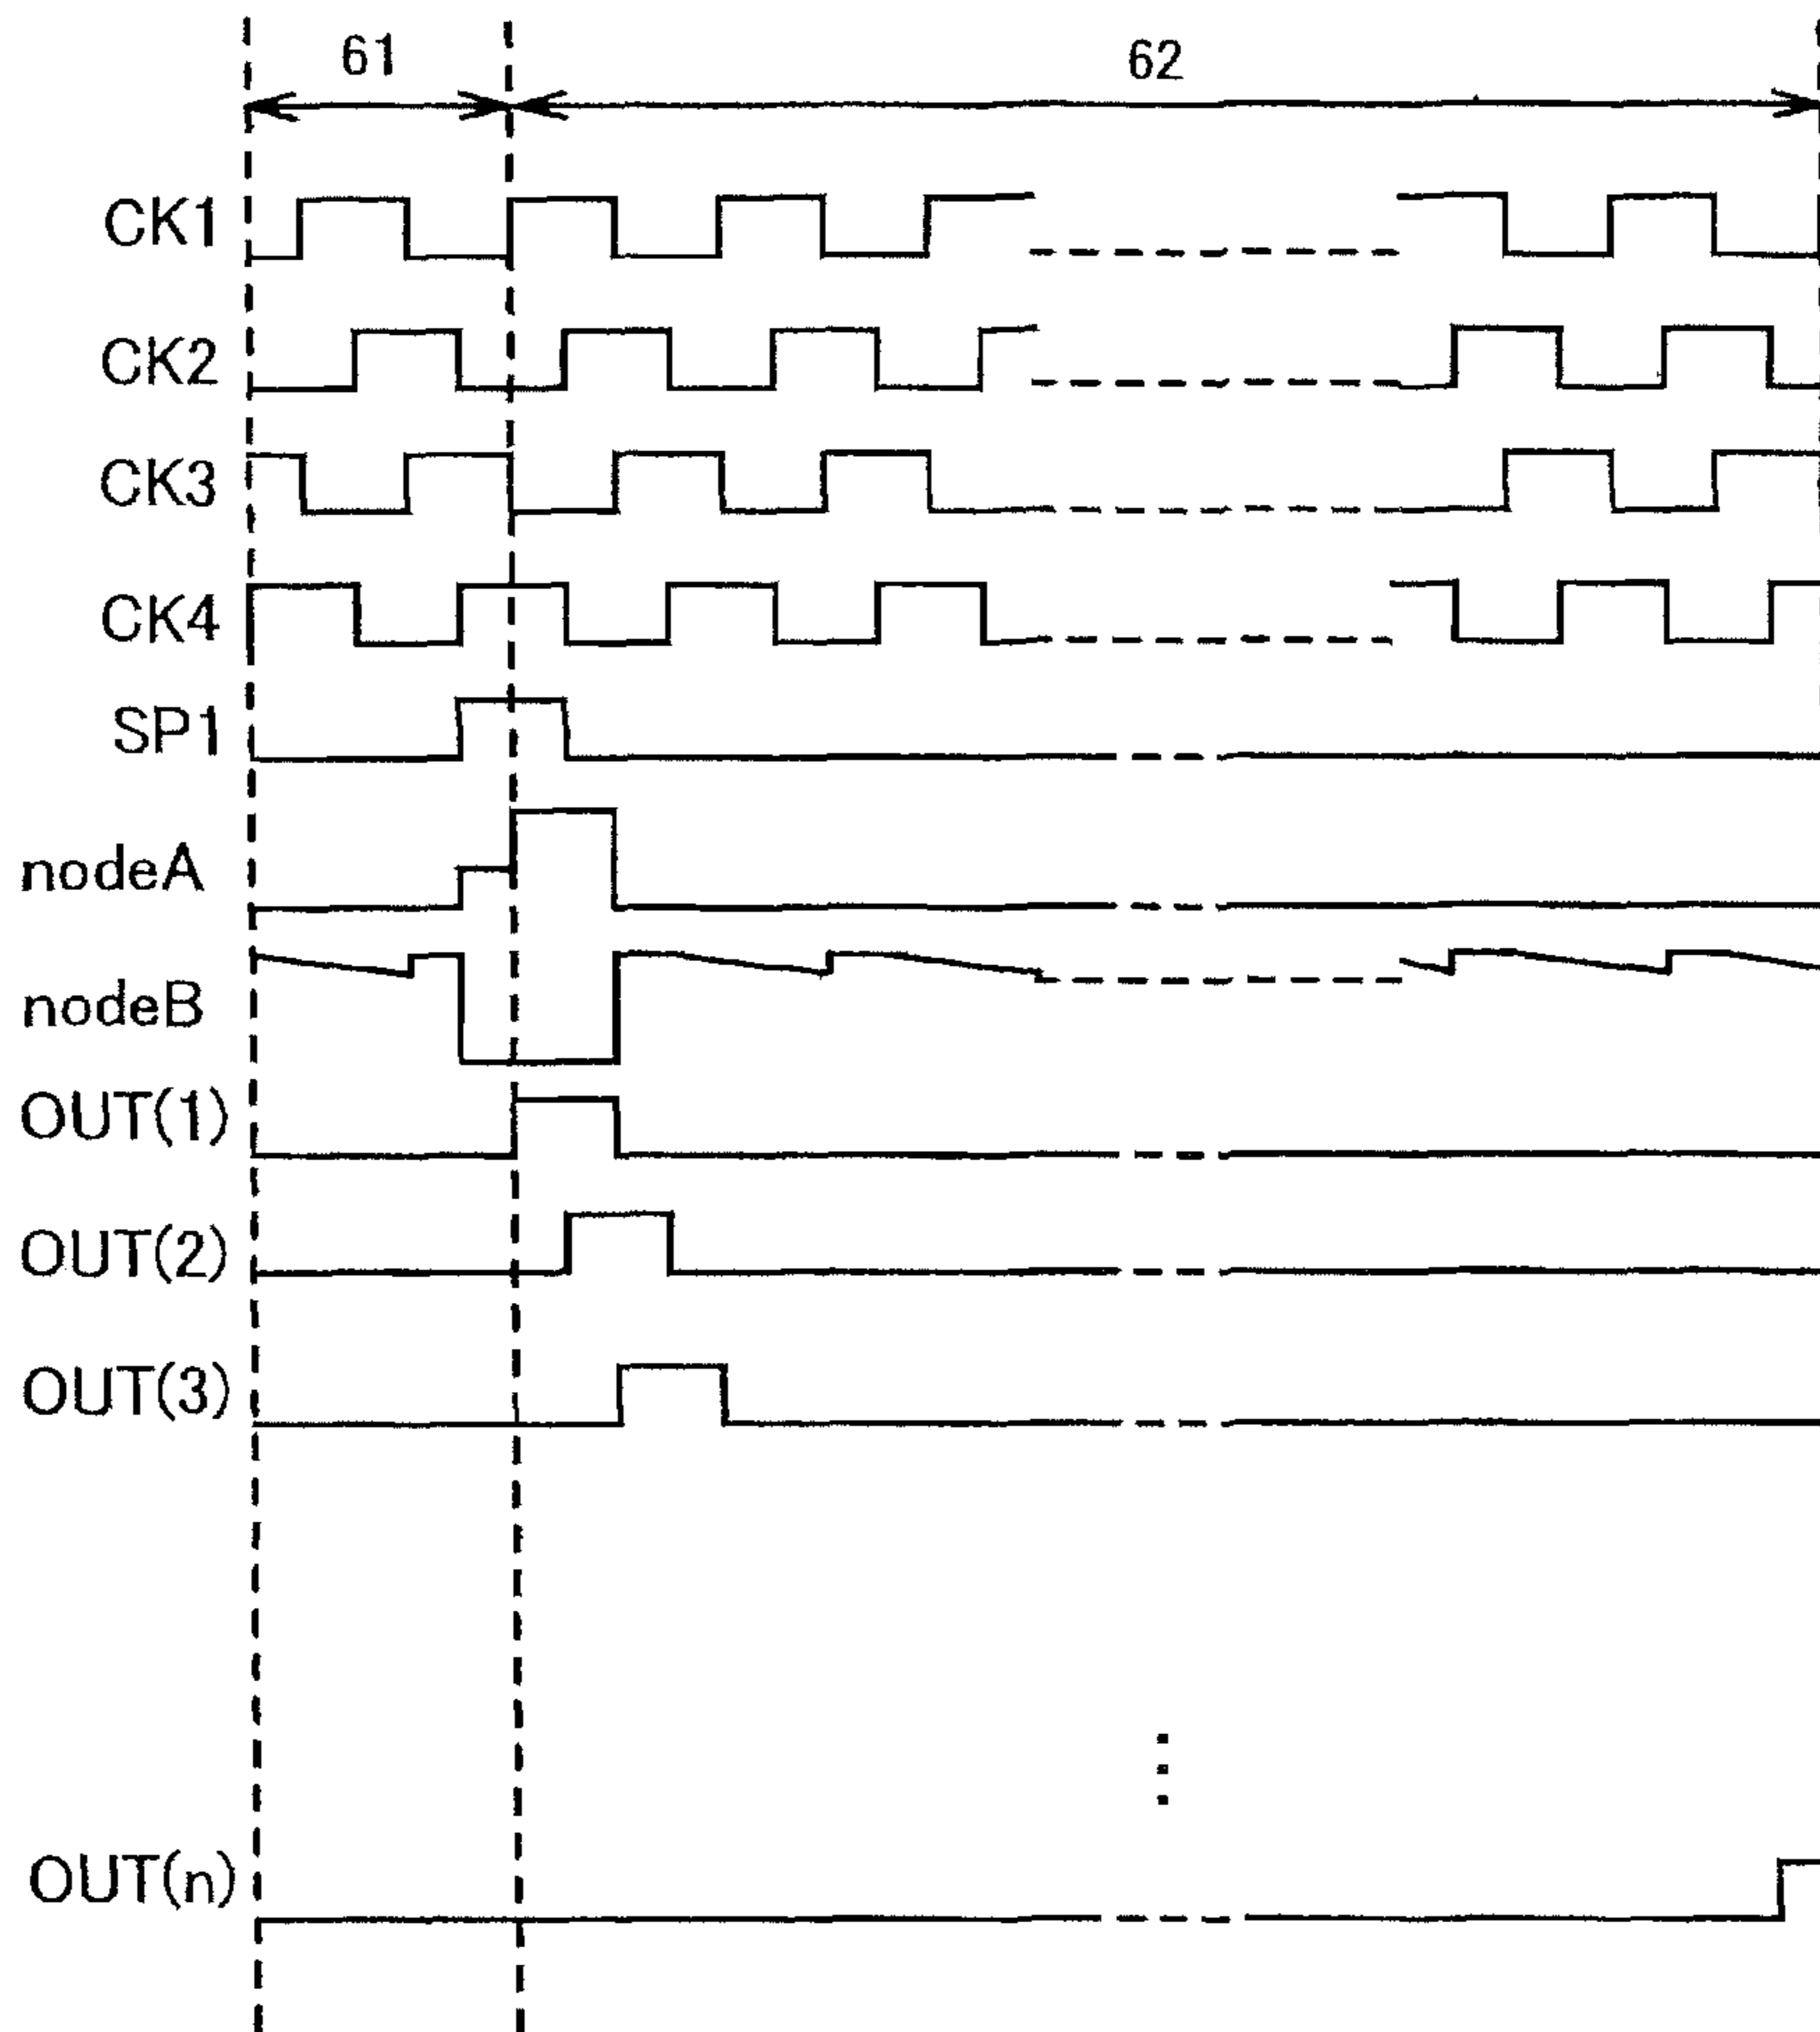 61 62
CK1
CK2
CK3
CK4
SP1
nodeA
nodeB
OUT(1)
OUT(2)
OUT(3)
OUT(n)